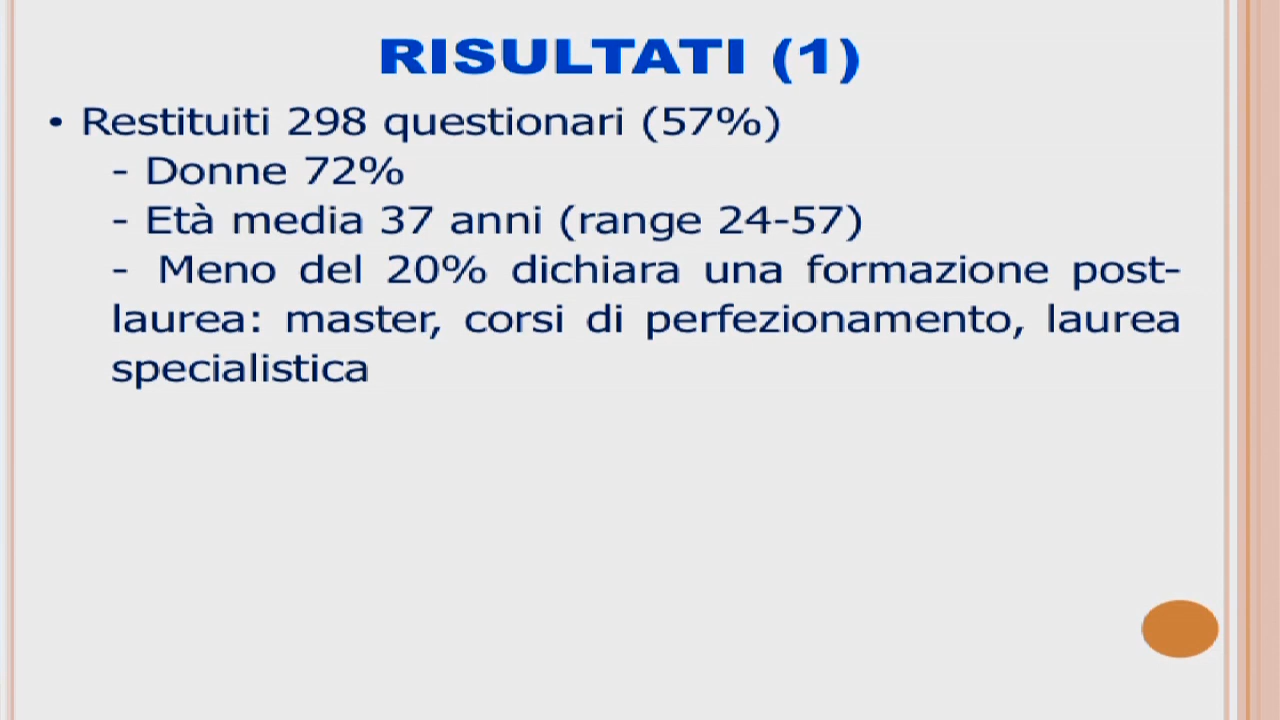 RISULTATI (1)
• Restituiti 298 questionari (57%)
- Donne 72%
- Età media 37 anni (range 24-57)
- Meno del 20% dichiara una formazione post-
laurea: master, corsi di perfezionamento, laurea
specialistica